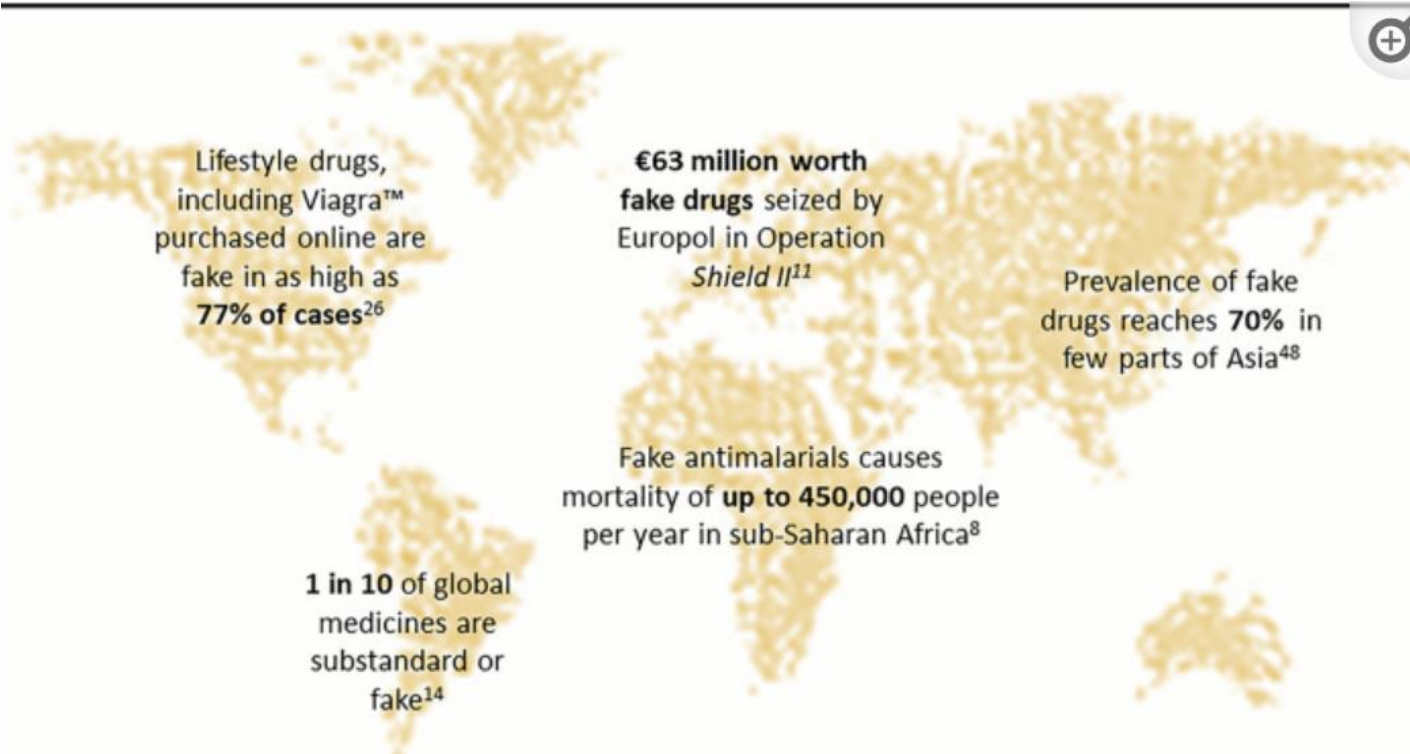 Lifestyle drugs,
including Viagra™
purchased online are
fake in as high as
77% of cases²⁶
€63 million worth
fake drugs seized by
Europol in Operation
Shield II¹¹
Prevalence of fake
drugs reaches 70% in
few parts of Asia⁴⁸
Fake antimalarials causes
mortality of up to 450,000 people
per year in sub-Saharan Africa⁸
1 in 10 of global
medicines are
substandard or
fake¹⁴